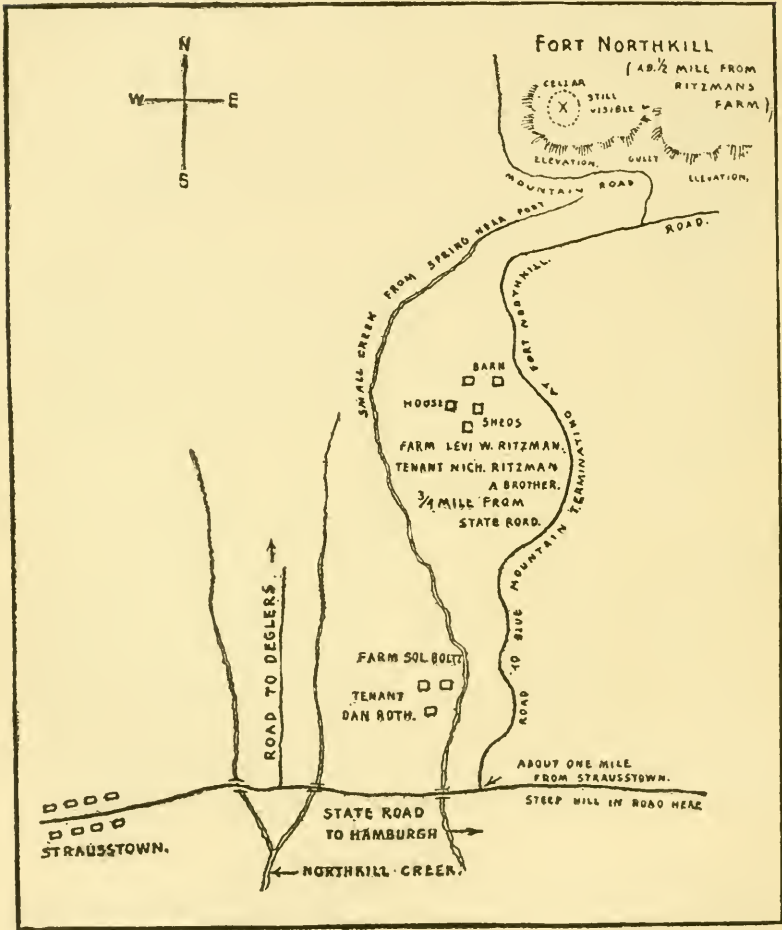 N
W E
S
FORT NORTHKILL
( 19.½ MILE FROM
RITZMANS
FARM )
CELLAR
X
STILL
VISIBLE
ELEVATION.
GULLY
ELEVATION.
MOUNTAIN ROAD
ROAD.
SMALL CREEK FROM SPRING NEAR FORT
ROAD TO BLUE MOUNTAIN TERMINATING AT FORT NORTHKILL.
BARN
HOUSE
SHEDS
FARM LEVI W. RITZMAN.
TENANT NICH. RITZMAN
A BROTHER.
3/4 MILE FROM
STATE ROAD.
ROAD TO DEGLERS.
FARM SOL BOLTZ
TENANT
DAN ROTH.
ABOUT ONE MILE
FROM STRAUSSTOWN.
STEEP HILL IN ROAD HERE
STATE ROAD
TO HAMBURGH
STRAUSSTOWN.
NORTHKILL CREEK.